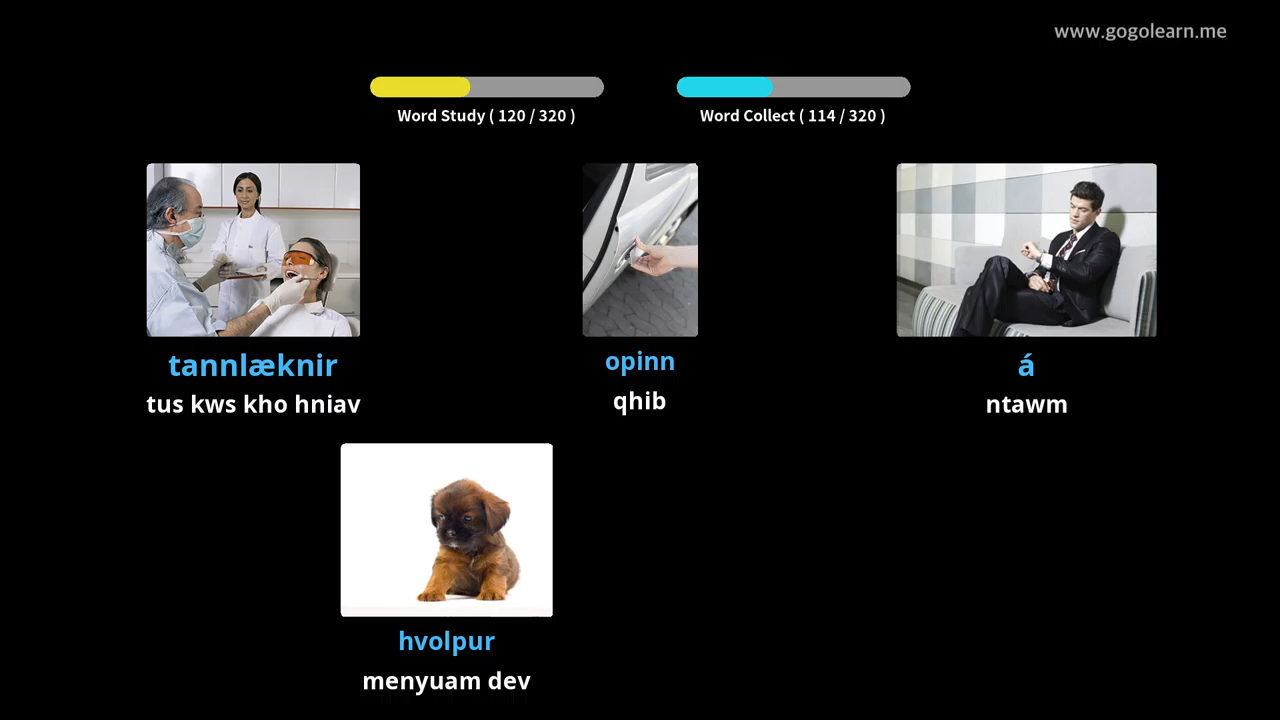 www.gogolearn.me
Word Study ( 120 / 320 )
Word Collect ( 114 / 320 )
tannlæknir
tus kws kho hniav
opinn
qhib
á
ntawm
hvolpur
menyuam dev